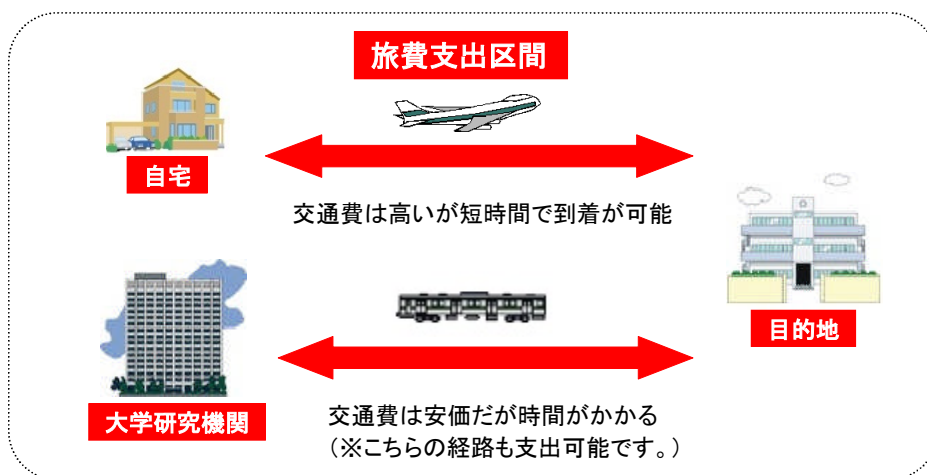 旅費支出区間
自宅
交通費は高いが短時間で到着が可能
目的地
大学研究機関
交通費は安価だが時間がかかる
（※こちらの経路も支出可能です。）